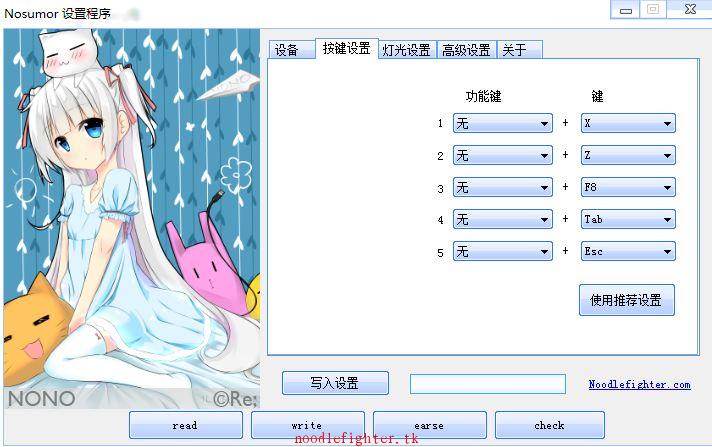 Nosumor 设置程序
设备 按键设置 灯光设置 高级设置 关于
功能键 键
1 无 + X
2 无 + Z
3 无 + F8
4 无 + Tab
5 无 + Esc
使用推荐设置
NONO ©Re:
写入设置 Noodlefighter.com
read write earse check
noodlefighter.tk